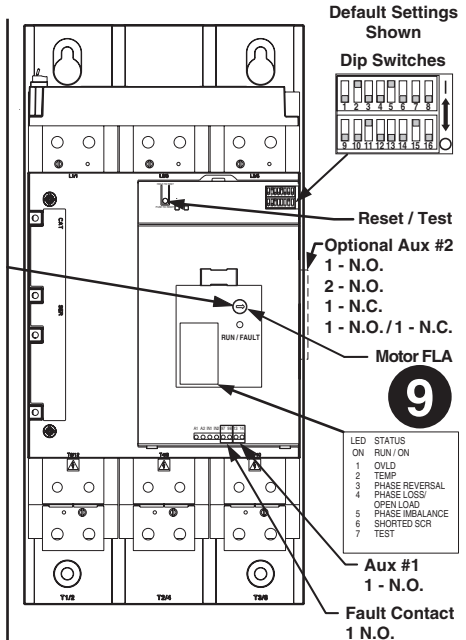 Default Settings
Shown
Dip Switches
1 2 3 4 5 6 7 8
9 10 11 12 13 14 15 16
Reset / Test
Optional Aux #2
1 - N.O.
2 - N.O.
1 - N.C.
1 - N.O. / 1 - N.C.
CAT
SER
RUN / FAULT
Motor FLA
9
LED STATUS
ON RUN / ON
1 OVLD
2 TEMP
3 PHASE REVERSAL
4 PHASE LOSS/
OPEN LOAD
5 PHASE IMBALANCE
6 SHORTED SCR
7 TEST
Aux #1
1 - N.O.
Fault Contact
1 N.O.
T1/2
T2/4
T3/6